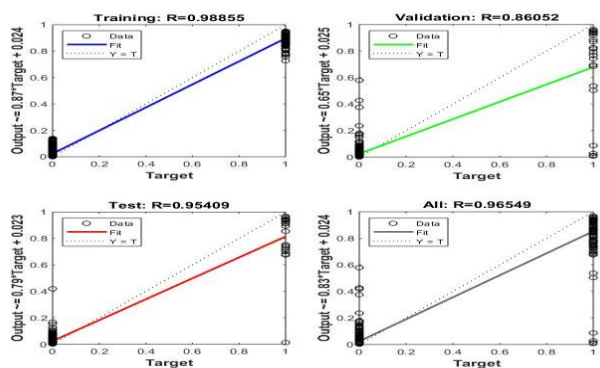 Training: R=0.98855
Output ~= 0.87*Target + 0.024
1
0.8
0.6
0.4
0.2
0
Data
Fit
Y = T
0 0.2 0.4 0.6 0.8 1
Target
Validation: R=0.86052
Output ~= 0.65*Target + 0.025
1
0.8
0.6
0.4
0.2
0
Data
Fit
Y = T
0 0.2 0.4 0.6 0.8 1
Target
Test: R=0.95409
Output ~= 0.79*Target + 0.023
1
0.8
0.6
0.4
0.2
0
Data
Fit
Y = T
0 0.2 0.4 0.6 0.8 1
Target
All: R=0.96549
Output ~= 0.83*Target + 0.024
1
0.8
0.6
0.4
0.2
0
Data
Fit
Y = T
0 0.2 0.4 0.6 0.8 1
Target